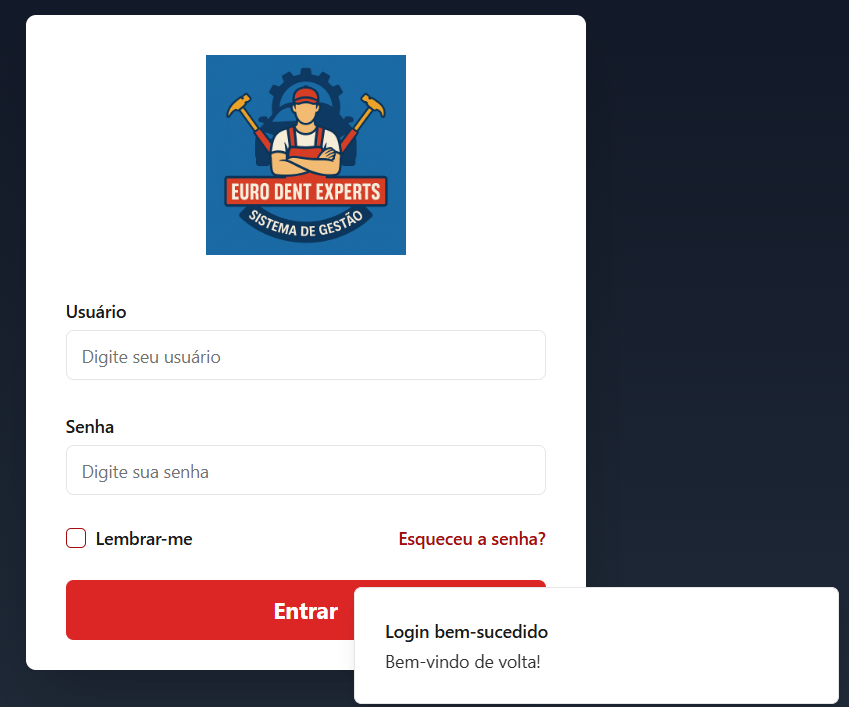 EURO DENT EXPERTS
SISTEMA DE GESTÃO
Usuário
Digite seu usuário
Senha
Digite sua senha
Lembrar-me Esqueceu a senha?
Entrar
Login bem-sucedido
Bem-vindo de volta!